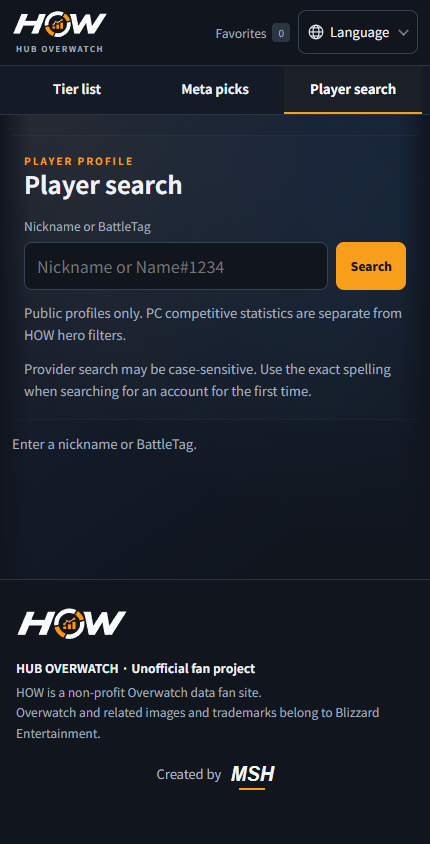 HOW
HUB OVERWATCH
Favorites 0
Language
Tier list
Meta picks
Player search
PLAYER PROFILE
Player search
Nickname or BattleTag
Nickname or Name#1234
Search
Public profiles only. PC competitive statistics are separate from
HOW hero filters.
Provider search may be case-sensitive. Use the exact spelling
when searching for an account for the first time.
Enter a nickname or BattleTag.
HOW
HUB OVERWATCH · Unofficial fan project
HOW is a non-profit Overwatch data fan site.
Overwatch and related images and trademarks belong to Blizzard
Entertainment.
Created by MSH